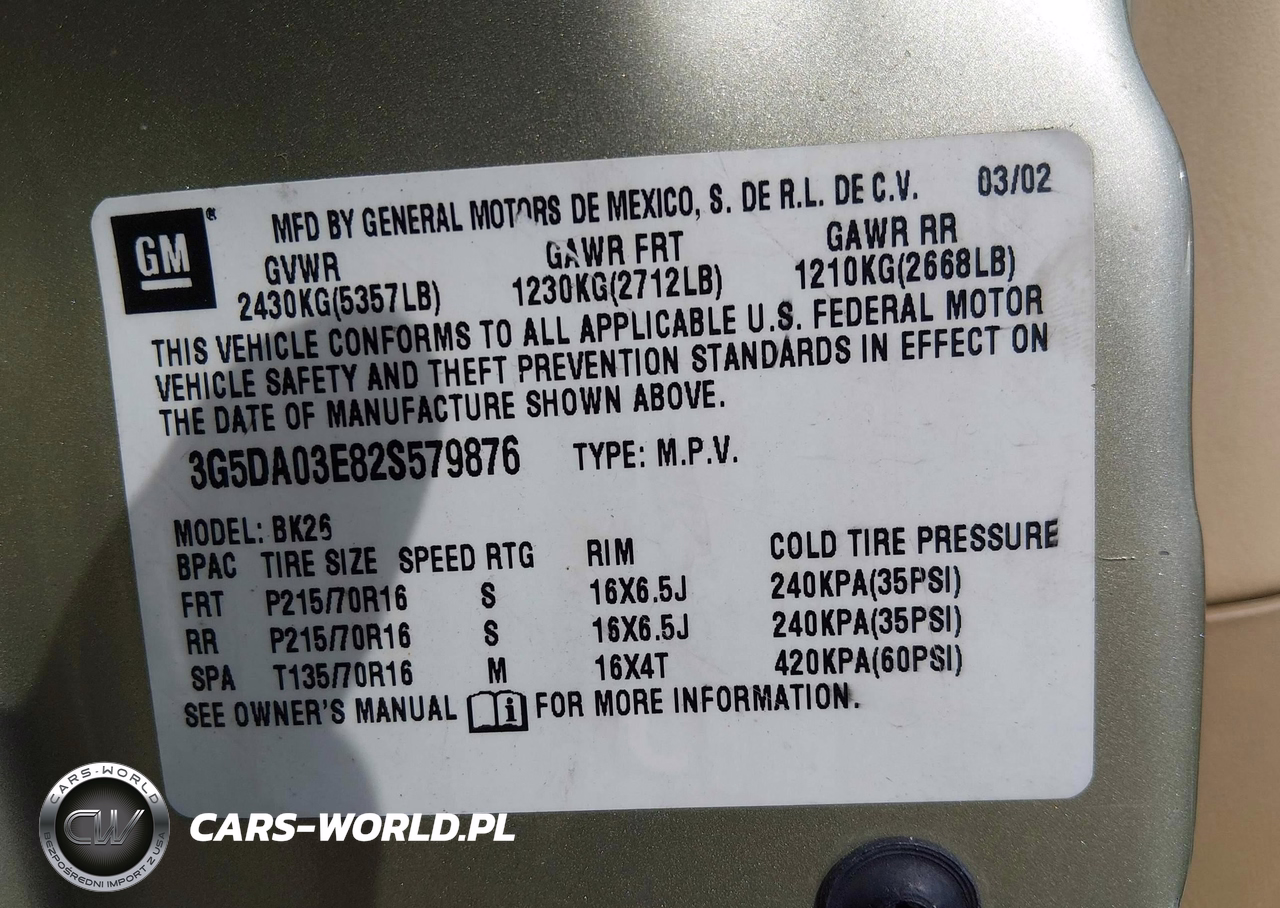 GM®
MFD BY GENERAL MOTORS DE MEXICO, S. DE R.L. DE C.V. 03/02
GVWR GAWR FRT GAWR RR
2430KG(5357LB) 1230KG(2712LB) 1210KG(2668LB)
THIS VEHICLE CONFORMS TO ALL APPLICABLE U.S. FEDERAL MOTOR
VEHICLE SAFETY AND THEFT PREVENTION STANDARDS IN EFFECT ON
THE DATE OF MANUFACTURE SHOWN ABOVE.
3G5DA03E82S579876 TYPE: M.P.V.
MODEL: BK26
BPAC TIRE SIZE SPEED RTG RIM COLD TIRE PRESSURE
FRT P215/70R16 S 16X6.5J 240KPA(35PSI)
RR P215/70R16 S 16X6.5J 240KPA(35PSI)
SPA T135/70R16 M 16X4T 420KPA(60PSI)
SEE OWNER'S MANUAL i FOR MORE INFORMATION.
CARS-WORLD
CW
BEZPOŚREDNI IMPORT Z USA
CARS-WORLD.PL